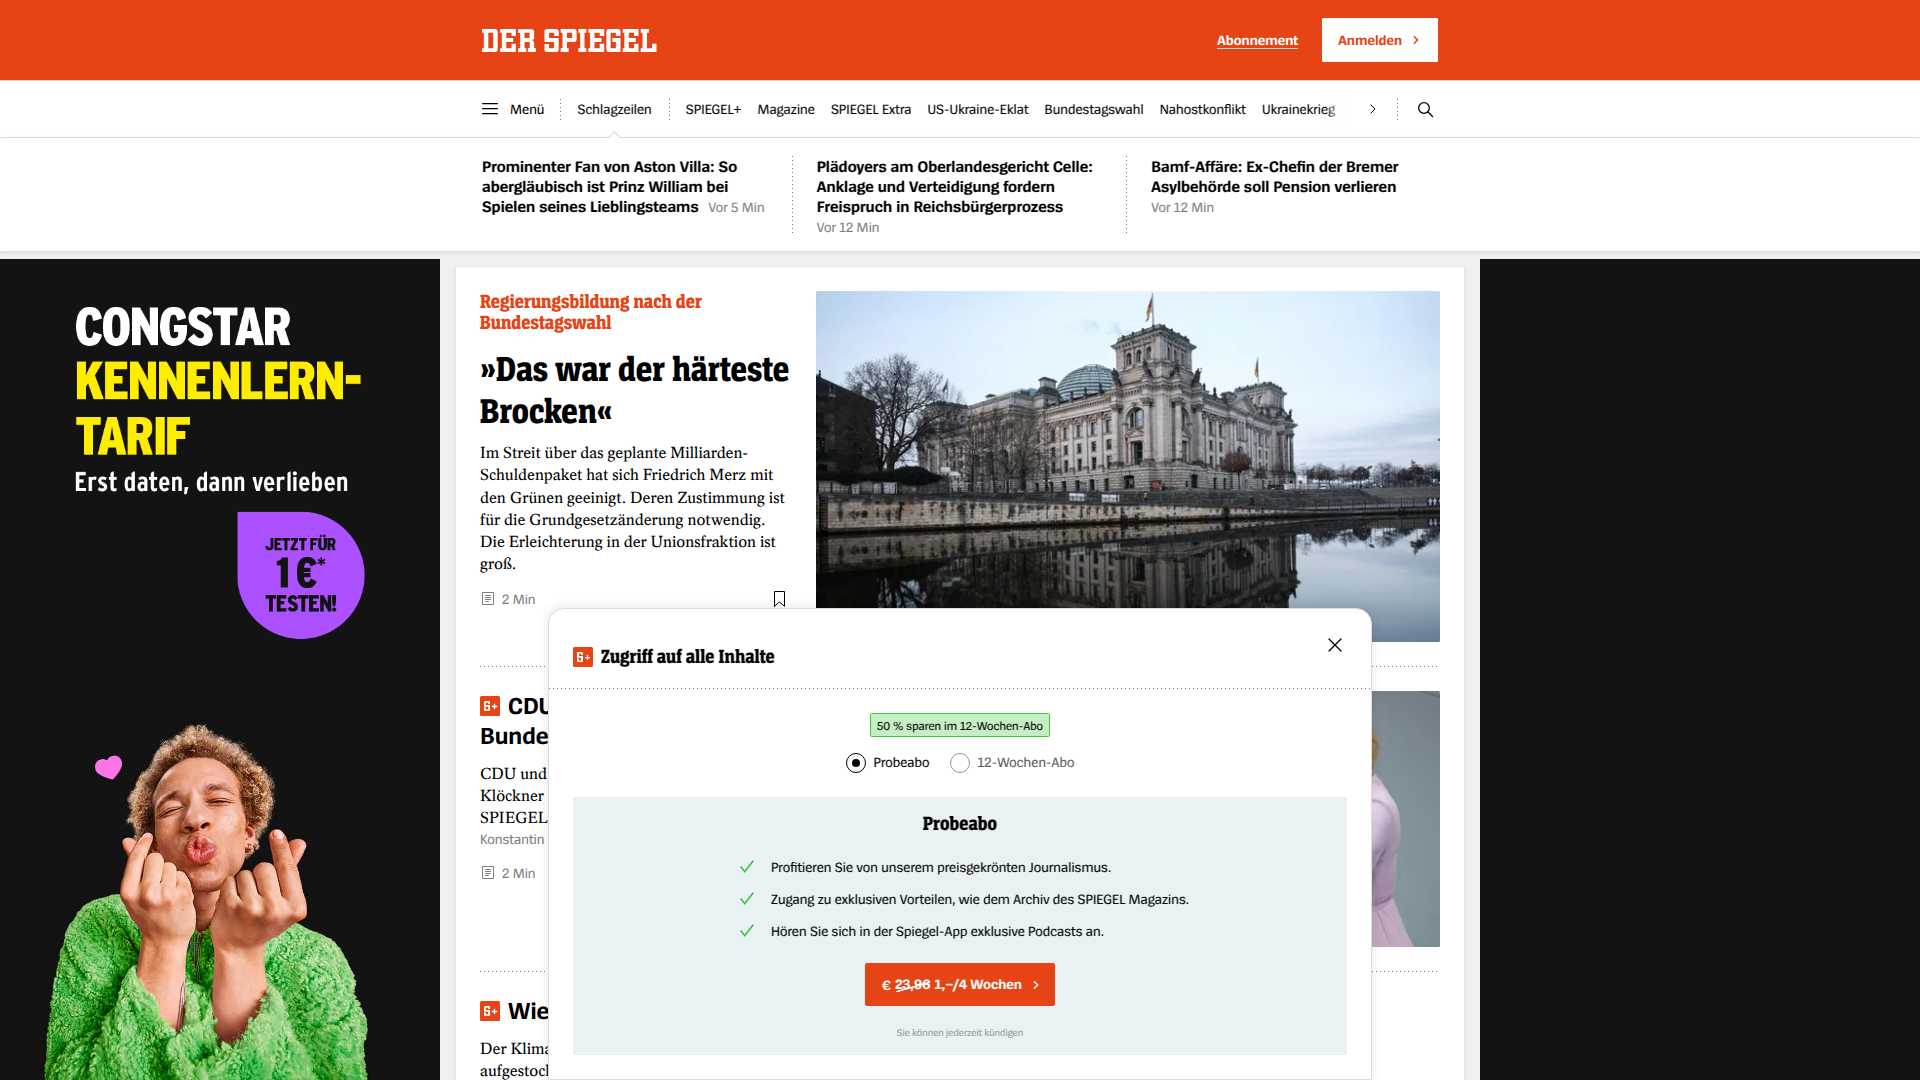 DER SPIEGEL
Abonnement
Anmelden
Menü
Schlagzeilen
SPIEGEL+
Magazine
SPIEGEL Extra
US-Ukraine-Eklat
Bundestagswahl
Nahostkonflikt
Ukrainekrieg
Prominenter Fan von Aston Villa: So
abergläubisch ist Prinz William bei
Spielen seines Lieblingsteams Vor 5 Min
Plädoyers am Oberlandesgericht Celle:
Anklage und Verteidigung fordern
Freispruch in Reichsbürgerprozess
Vor 12 Min
Bamf-Affäre: Ex-Chefin der Bremer
Asylbehörde soll Pension verlieren
Vor 12 Min
CONGSTAR
KENNENLERN-
TARIF
Erst daten, dann verlieben
JETZT FÜR
1 €*
TESTEN!
Regierungsbildung nach der
Bundestagswahl
»Das war der härteste
Brocken«
Im Streit über das geplante Milliarden-
Schuldenpaket hat sich Friedrich Merz mit
den Grünen geeinigt. Deren Zustimmung ist
für die Grundgesetzänderung notwendig.
Die Erleichterung in der Unionsfraktion ist
groß.
2 Min
S+ CDU
Bunde
CDU und
Klöckner
SPIEGEL
Konstantin
2 Min
S+ Wie
Der Klima
aufgestoc
S+ Zugriff auf alle Inhalte
50 % sparen im 12-Wochen-Abo
Probeabo
12-Wochen-Abo
Probeabo
Profitieren Sie von unserem preisgekrönten Journalismus.
Zugang zu exklusiven Vorteilen, wie dem Archiv des SPIEGEL Magazins.
Hören Sie sich in der Spiegel-App exklusive Podcasts an.
€ 23,96 1,–/4 Wochen
Sie können jederzeit kündigen